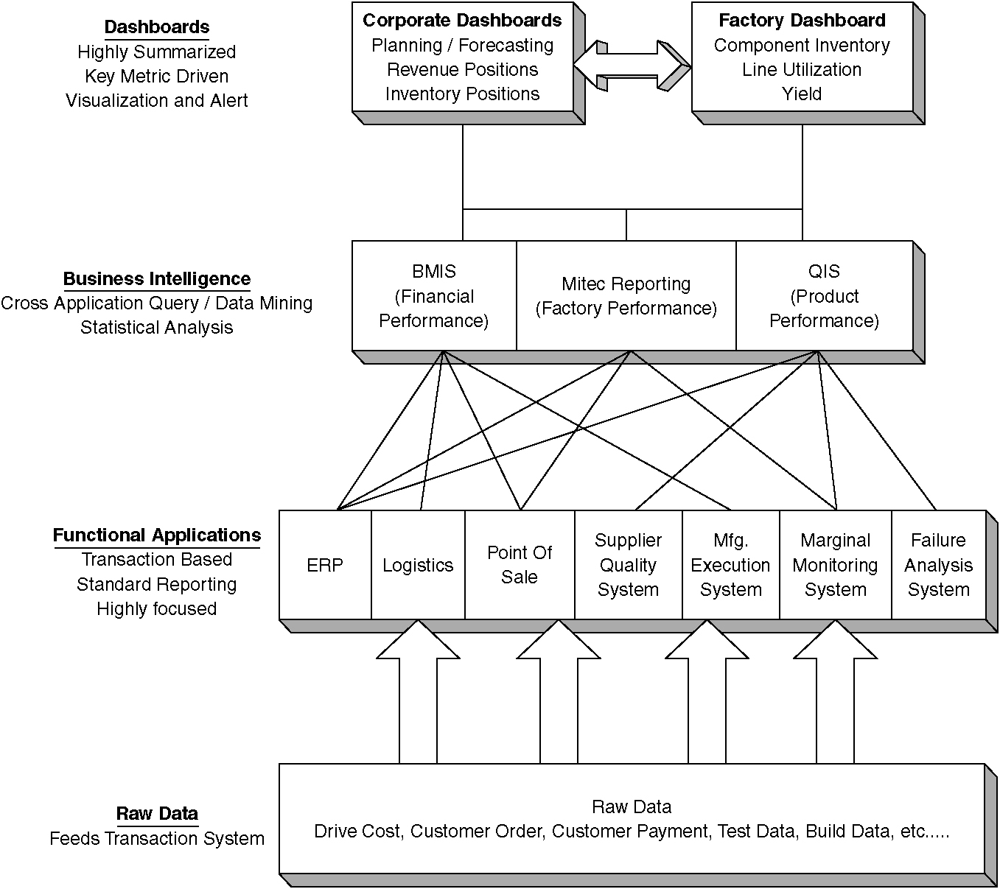 Dashboards
Highly Summarized
Key Metric Driven
Visualization and Alert
Corporate Dashboards
Planning / Forecasting
Revenue Positions
Inventory Positions
Factory Dashboard
Component Inventory
Line Utilization
Yield
Business Intelligence
Cross Application Query / Data Mining
Statistical Analysis
BMIS
(Financial
Performance)
Mitec Reporting
(Factory Performance)
QIS
(Product
Performance)
Functional Applications
Transaction Based
Standard Reporting
Highly focused
ERP
Logistics
Point Of
Sale
Supplier
Quality
System
Mfg.
Execution
System
Marginal
Monitoring
System
Failure
Analysis
System
Raw Data
Feeds Transaction System
Raw Data
Drive Cost, Customer Order, Customer Payment, Test Data, Build Data, etc.....